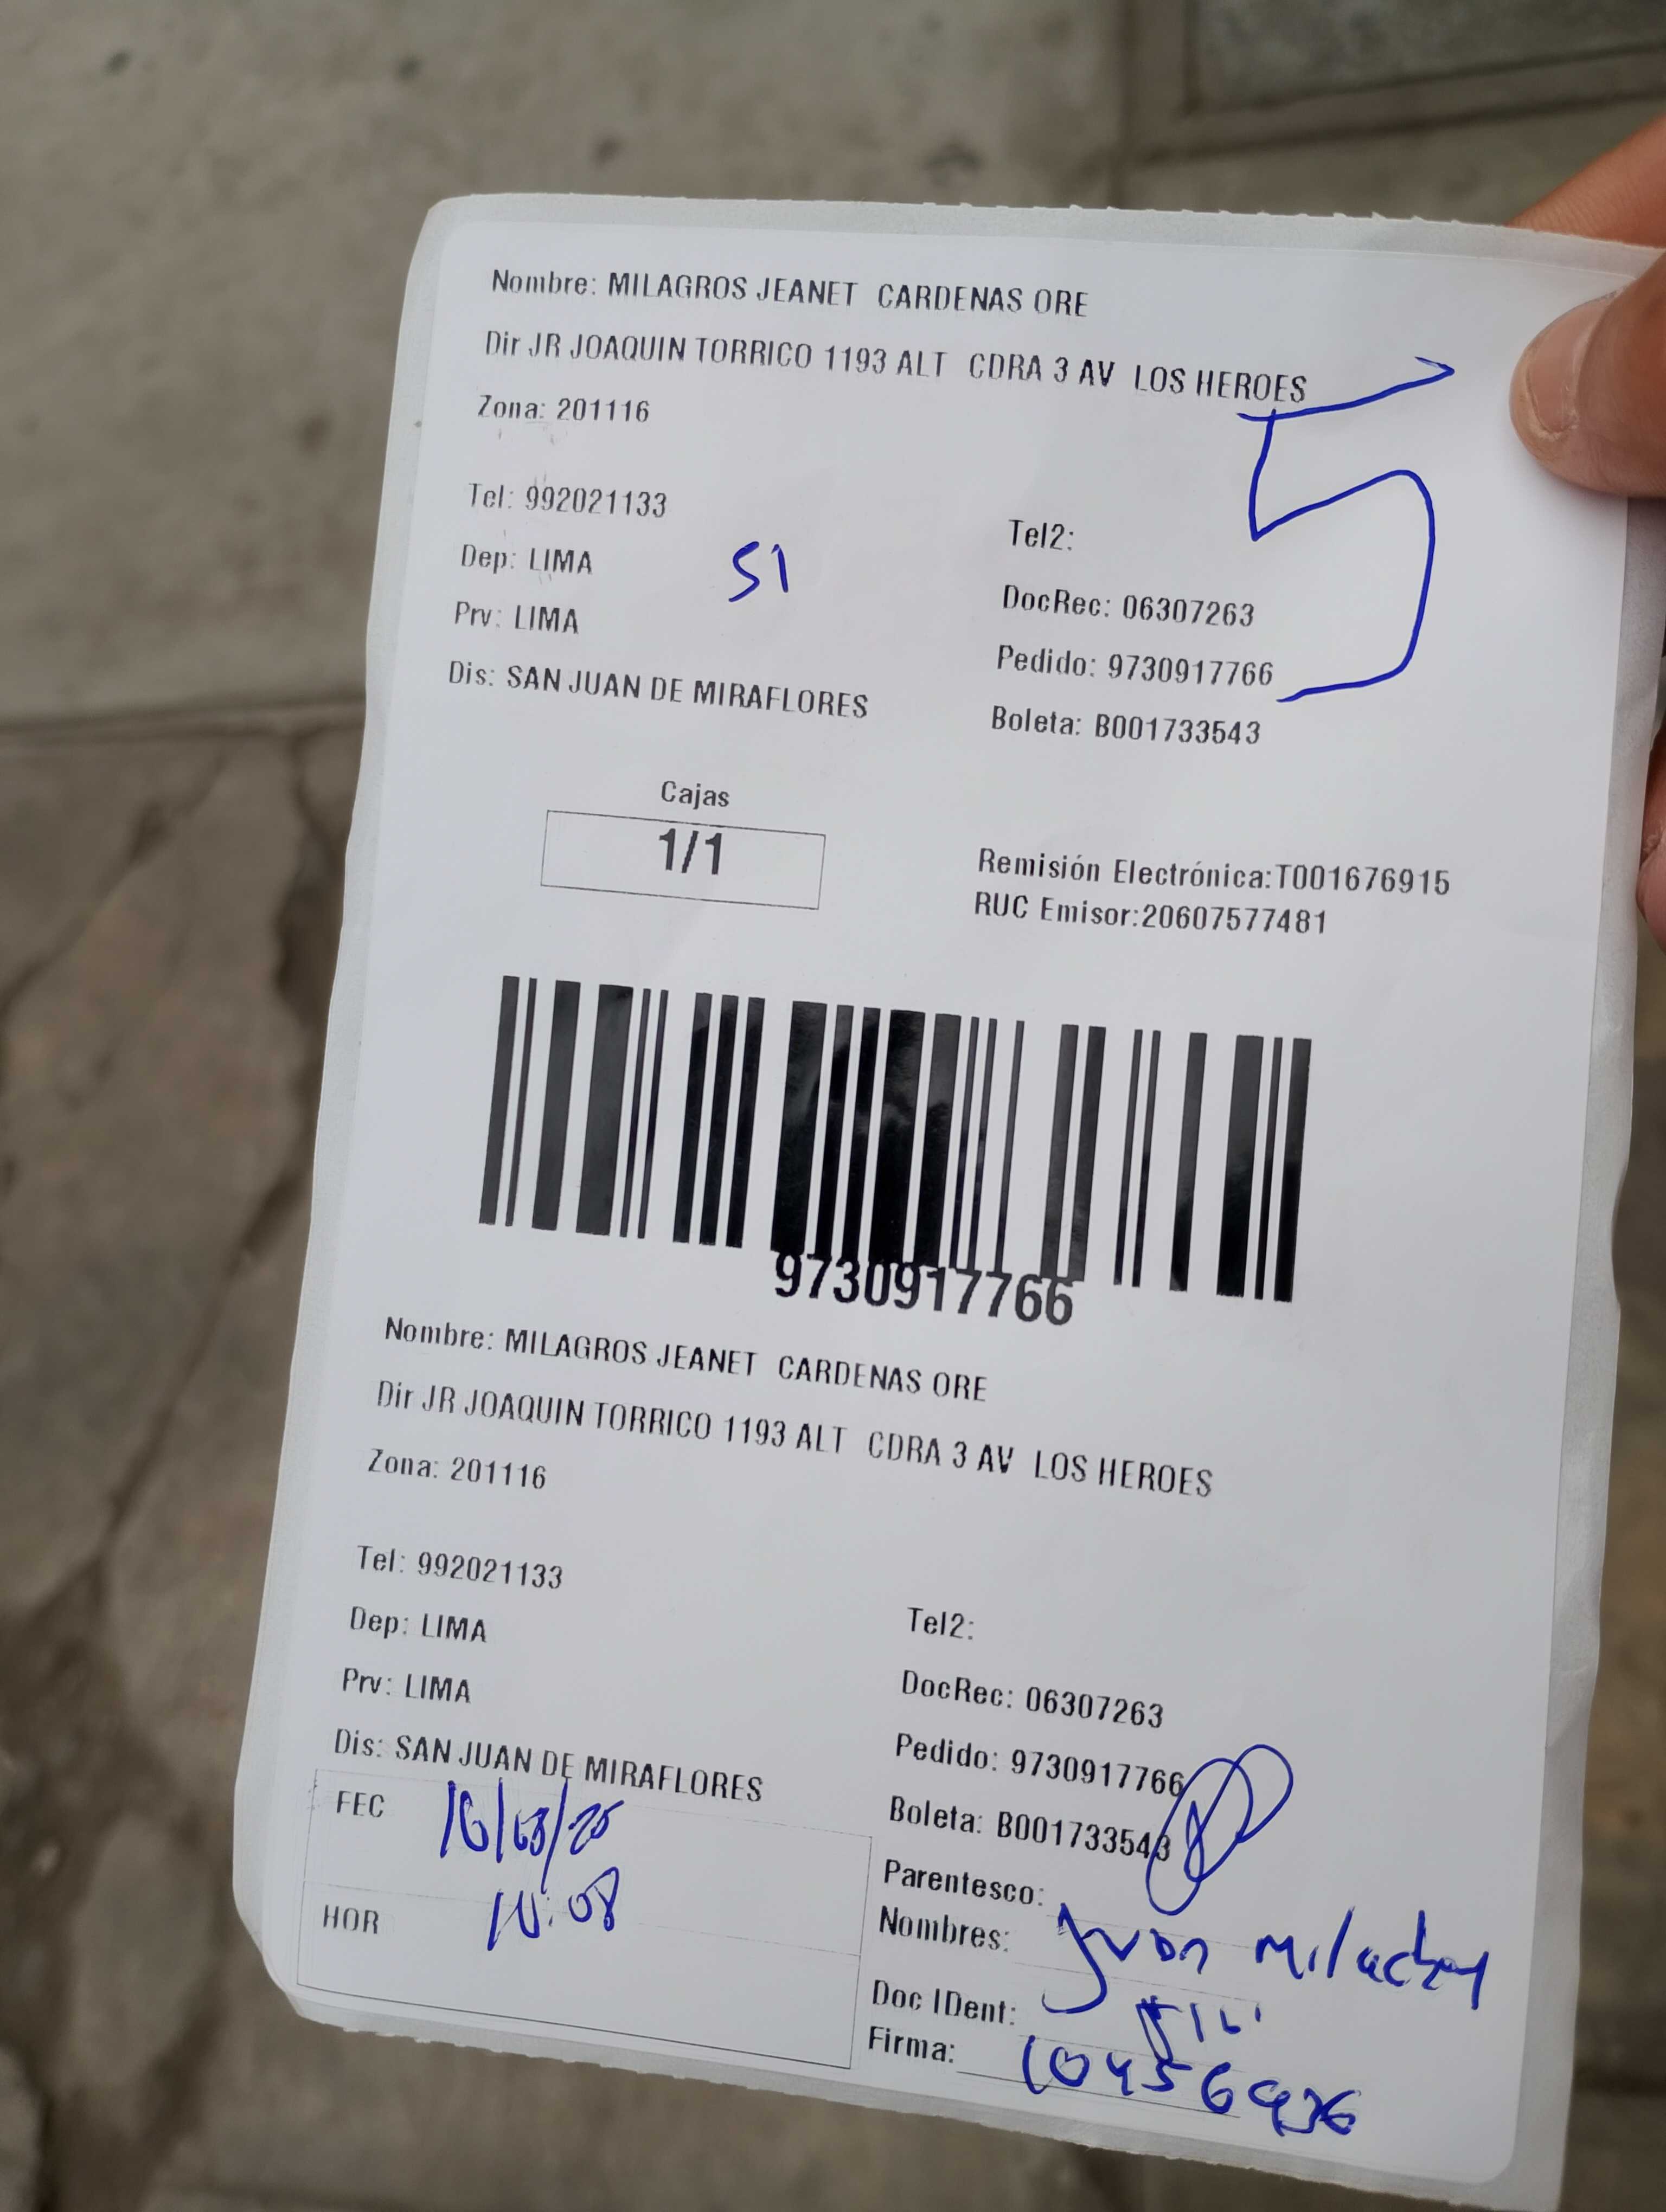 Nombre: MILAGROS JEANET CARDENAS ORE
Dir JR JOAQUIN TORRICO 1193 ALT CDRA 3 AV LOS HEROES
Zona: 201116
5
Tel: 992021133
Tel2:
Dep: LIMA
SI
DocRec: 06307263
Prv: LIMA
Pedido: 9730917766
Dis: SAN JUAN DE MIRAFLORES
Boleta: B001733543
Cajas
1/1
Remisión Electrónica:T001676915
RUC Emisor:20607577481
9730917766
Nombre: MILAGROS JEANET CARDENAS ORE
Dir JR JOAQUIN TORRICO 1193 ALT CDRA 3 AV LOS HEROES
Zona: 201116
Tel: 992021133
Tel2:
Dep: LIMA
DocRec: 06307263
Prv: LIMA
Pedido: 9730917766
Dis: SAN JUAN DE MIRAFLORES
Boleta: B001733543
FEC
Parentesco:
HOR
Nombres:
Doc IDent:
Firma: